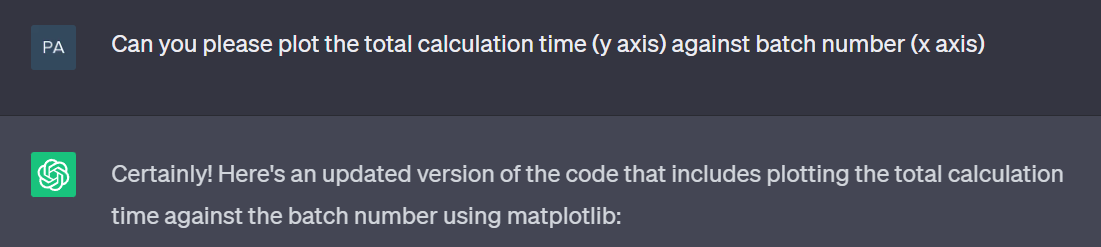 PA
Can you please plot the total calculation time (y axis) against batch number (x axis)
Certainly! Here's an updated version of the code that includes plotting the total calculation
time against the batch number using matplotlib: